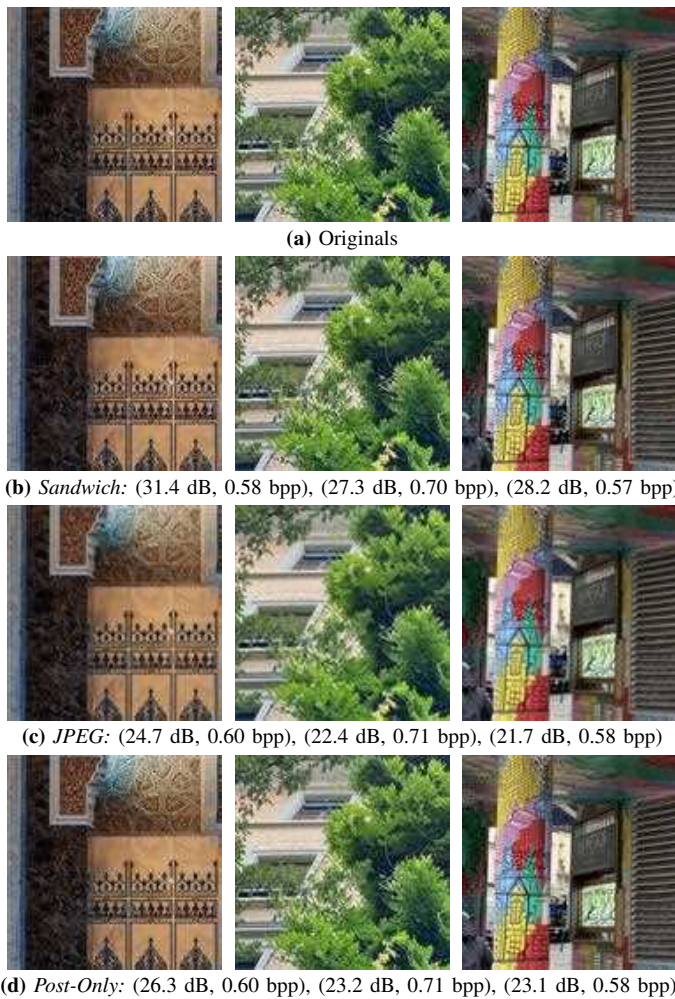 (a) Originals
(b) Sandwich: (31.4 dB, 0.58 bpp), (27.3 dB, 0.70 bpp), (28.2 dB, 0.57 bpp)
(c) JPEG: (24.7 dB, 0.60 bpp), (22.4 dB, 0.71 bpp), (21.7 dB, 0.58 bpp)
(d) Post-Only: (26.3 dB, 0.60 bpp), (23.2 dB, 0.71 bpp), (23.1 dB, 0.58 bpp)